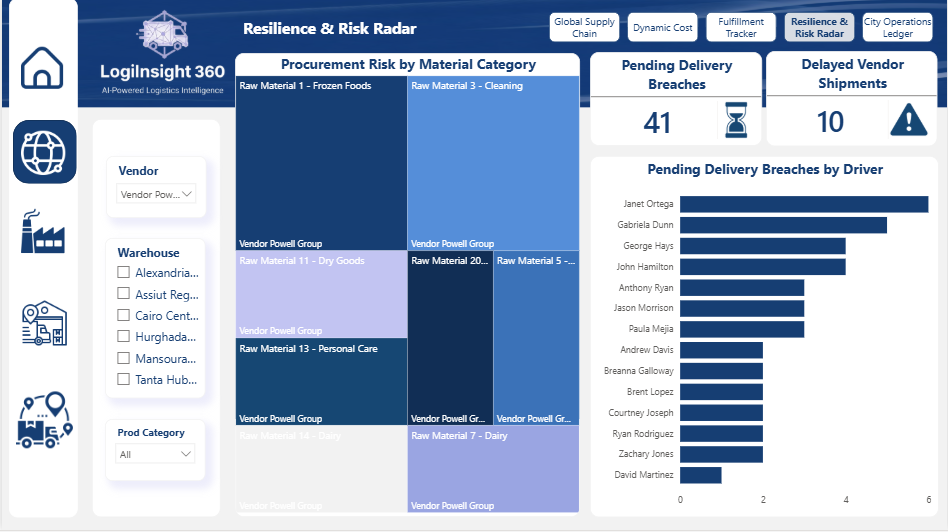 Resilience & Risk Radar
Global Supply
Chain
Dynamic Cost
Fulfillment
Tracker
Resilience &
Risk Radar
City Operations
Ledger
LogiInsight 360
AI-Powered Logistics Intelligence
Vendor
Vendor Pow...
Warehouse
Alexandria...
Assiut Reg...
Cairo Cent...
Hurghada...
Mansoura...
Tanta Hub...
Prod Category
All
Procurement Risk by Material Category
Raw Material 1 - Frozen Foods
Vendor Powell Group
Raw Material 3 - Cleaning
Vendor Powell Group
Raw Material 11 - Dry Goods
Vendor Powell Group
Raw Material 13 - Personal Care
Vendor Powell Group
Raw Material 20...
Vendor Powell Gr...
Raw Material 5 -...
Vendor Powell Gr...
Raw Material 14 - Dairy
Vendor Powell Group
Raw Material 7 - Dairy
Vendor Powell Group
Pending Delivery
Breaches
41
Delayed Vendor
Shipments
10
Pending Delivery Breaches by Driver
Janet Ortega
Gabriela Dunn
George Hays
John Hamilton
Anthony Ryan
Jason Morrison
Paula Mejia
Andrew Davis
Breanna Galloway
Brent Lopez
Courtney Joseph
Ryan Rodriguez
Zachary Jones
David Martinez
0 2 4 6